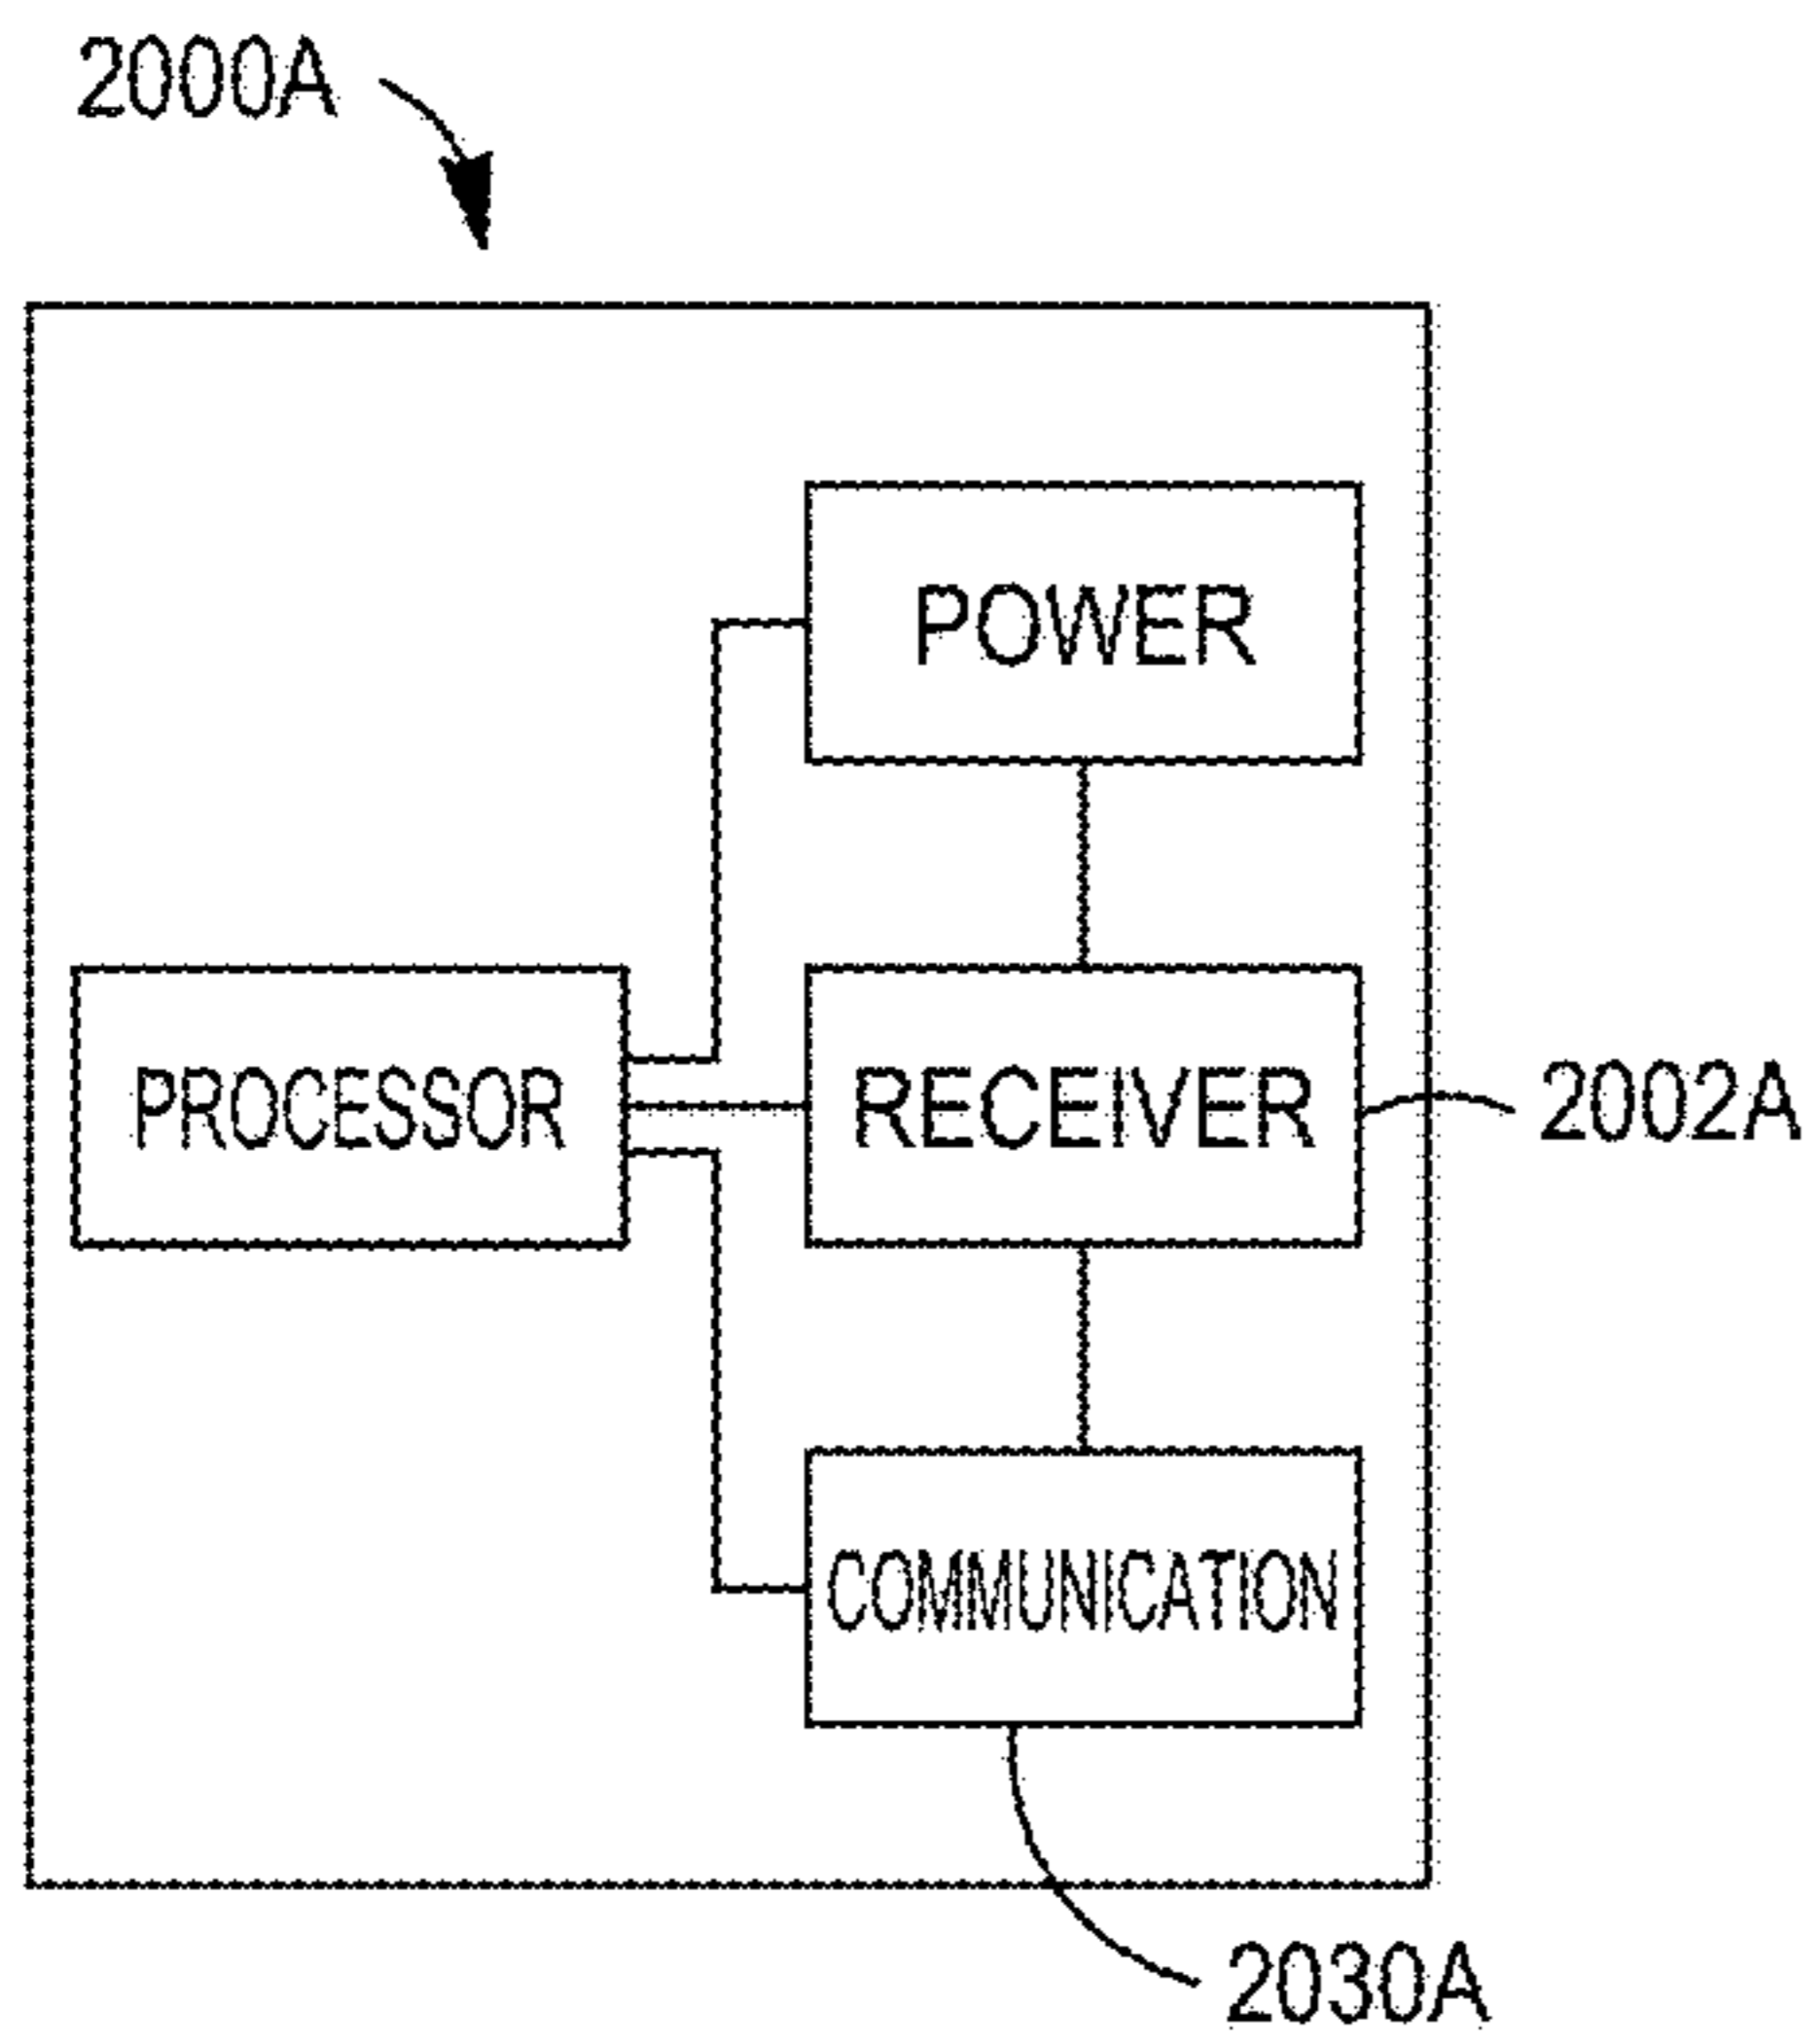 2000A
POWER
PROCESSOR
RECEIVER
2002A
COMMUNICATION
2030A